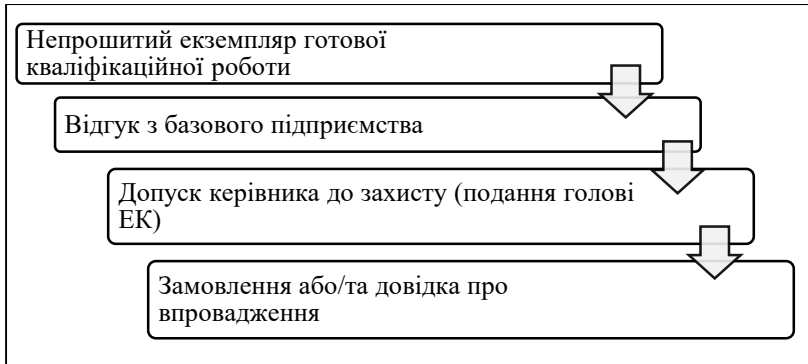 Непрошитий екземпляр готової
кваліфікаційної роботи
Відгук з базового підприємства
Допуск керівника до захисту (подання голові
ЕК)
Замовлення або/та довідка про
впровадження